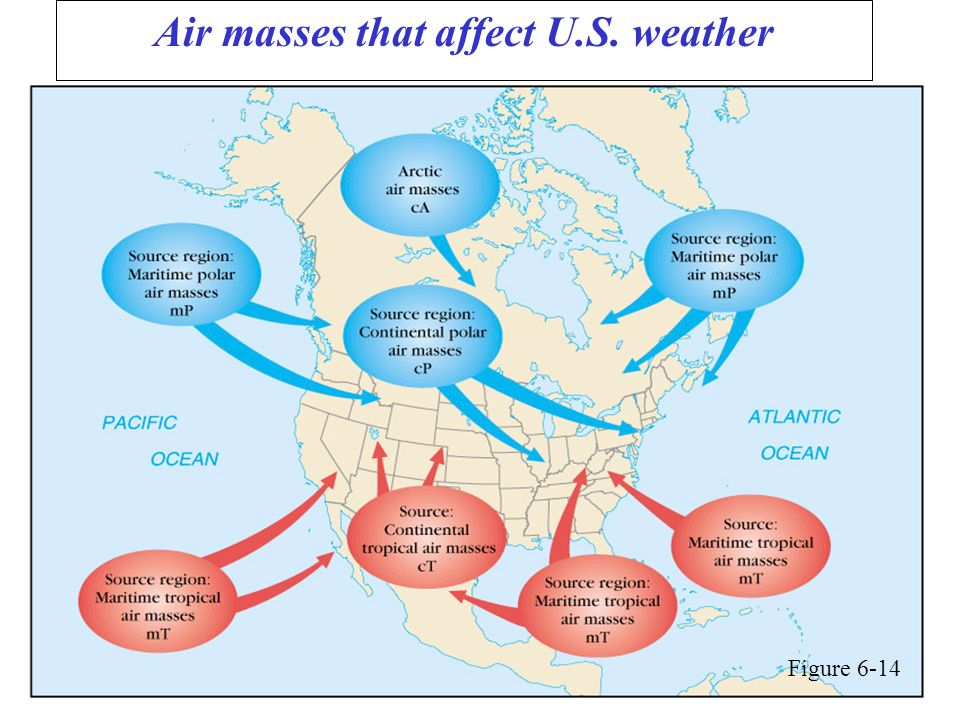 Air masses that affect U.S. weather
Arctic
air masses
cA
Source region:
Maritime polar
air masses
mP
Source region:
Maritime polar
air masses
mP
Source region:
Continental polar
air masses
cP
PACIFIC
OCEAN
ATLANTIC
OCEAN
Source:
Continental
tropical air masses
cT
Source:
Maritime tropical
air masses
mT
Source region:
Maritime tropical
air masses
mT
Source region:
Maritime tropical
air masses
mT
Figure 6-14